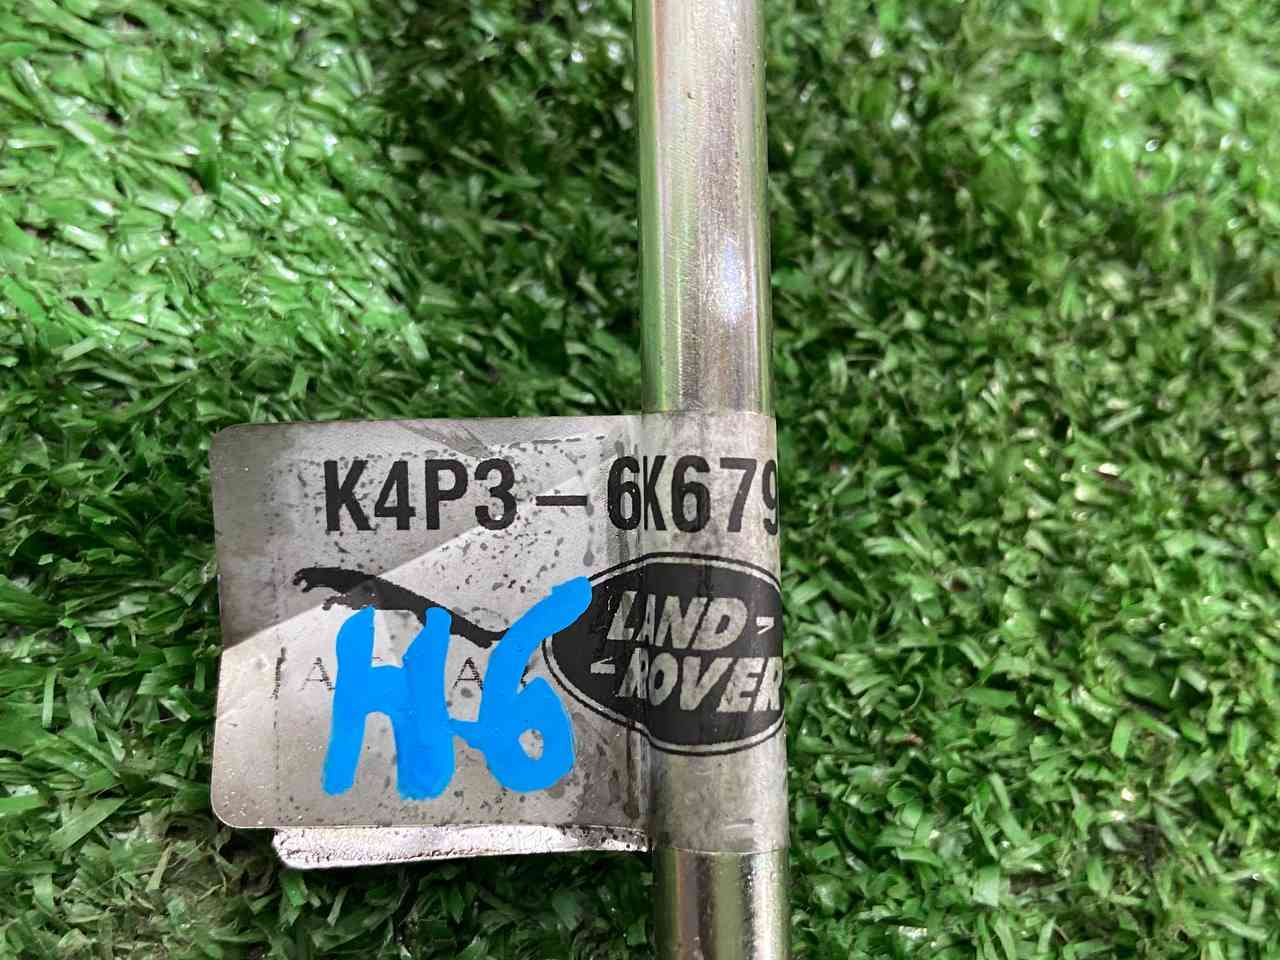 K4P3-6K679
LAND-
-ROVER
H6